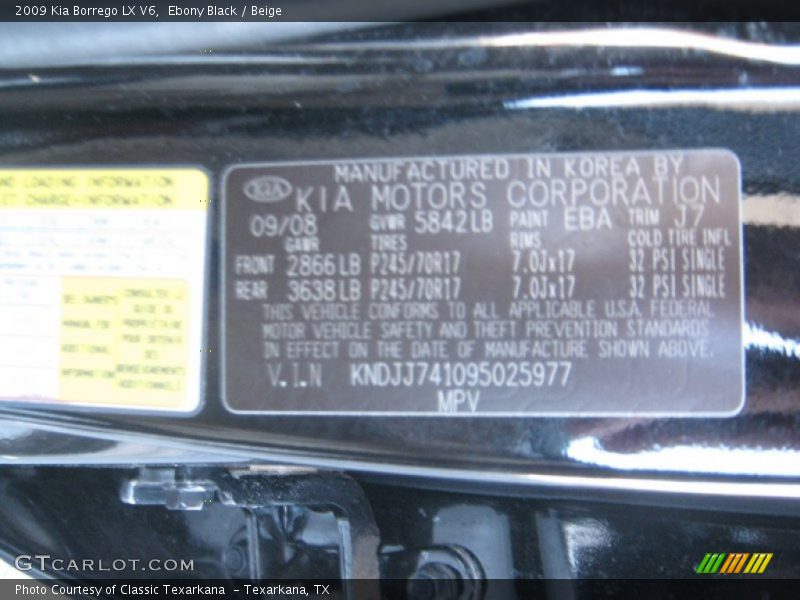 2009 Kia Borrego LX V6, Ebony Black / Beige
LOADING INFORMATION
MANUFACTURED IN KOREA BY
KIA KIA MOTORS CORPORATION
09/08 GVWR 5842LB PAINT EBA TRIM J7
GAWR TIRES RIMS COLD TIRE INFL
FRONT 2866LB P245/70R17 7.0Jx17 32 PSI SINGLE
REAR 3638LB P245/70R17 7.0Jx17 32 PSI SINGLE
THIS VEHICLE CONFORMS TO ALL APPLICABLE U.S.A. FEDERAL
MOTOR VEHICLE SAFETY AND THEFT PREVENTION STANDARDS
IN EFFECT ON THE DATE OF MANUFACTURE SHOWN ABOVE.
V.I.N KNDJJ741095025977
MPV
GTCARLOT.COM
Photo Courtesy of Classic Texarkana - Texarkana, TX